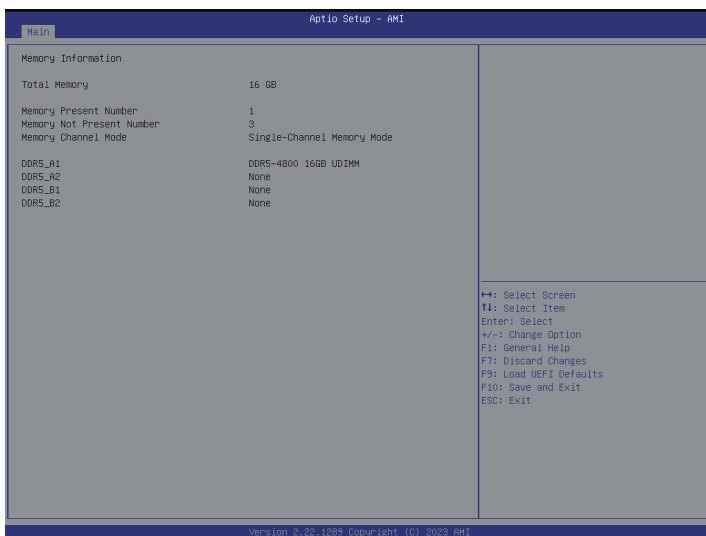 Aptio Setup – AMI
Main
Memory Information
Total Memory 16 GB
Memory Present Number 1
Memory Not Present Number 3
Memory Channel Mode Single-Channel Memory Mode
DDR5_A1 DDR5-4800 16GB UDIMM
DDR5_A2 None
DDR5_B1 None
DDR5_B2 None
↔: Select Screen
↑↓: Select Item
Enter: Select
+/-: Change Option
F1: General Help
F7: Discard Changes
F9: Load UEFI Defaults
F10: Save and Exit
ESC: Exit
Version 2.22.1289 Copyright (C) 2023 AMI